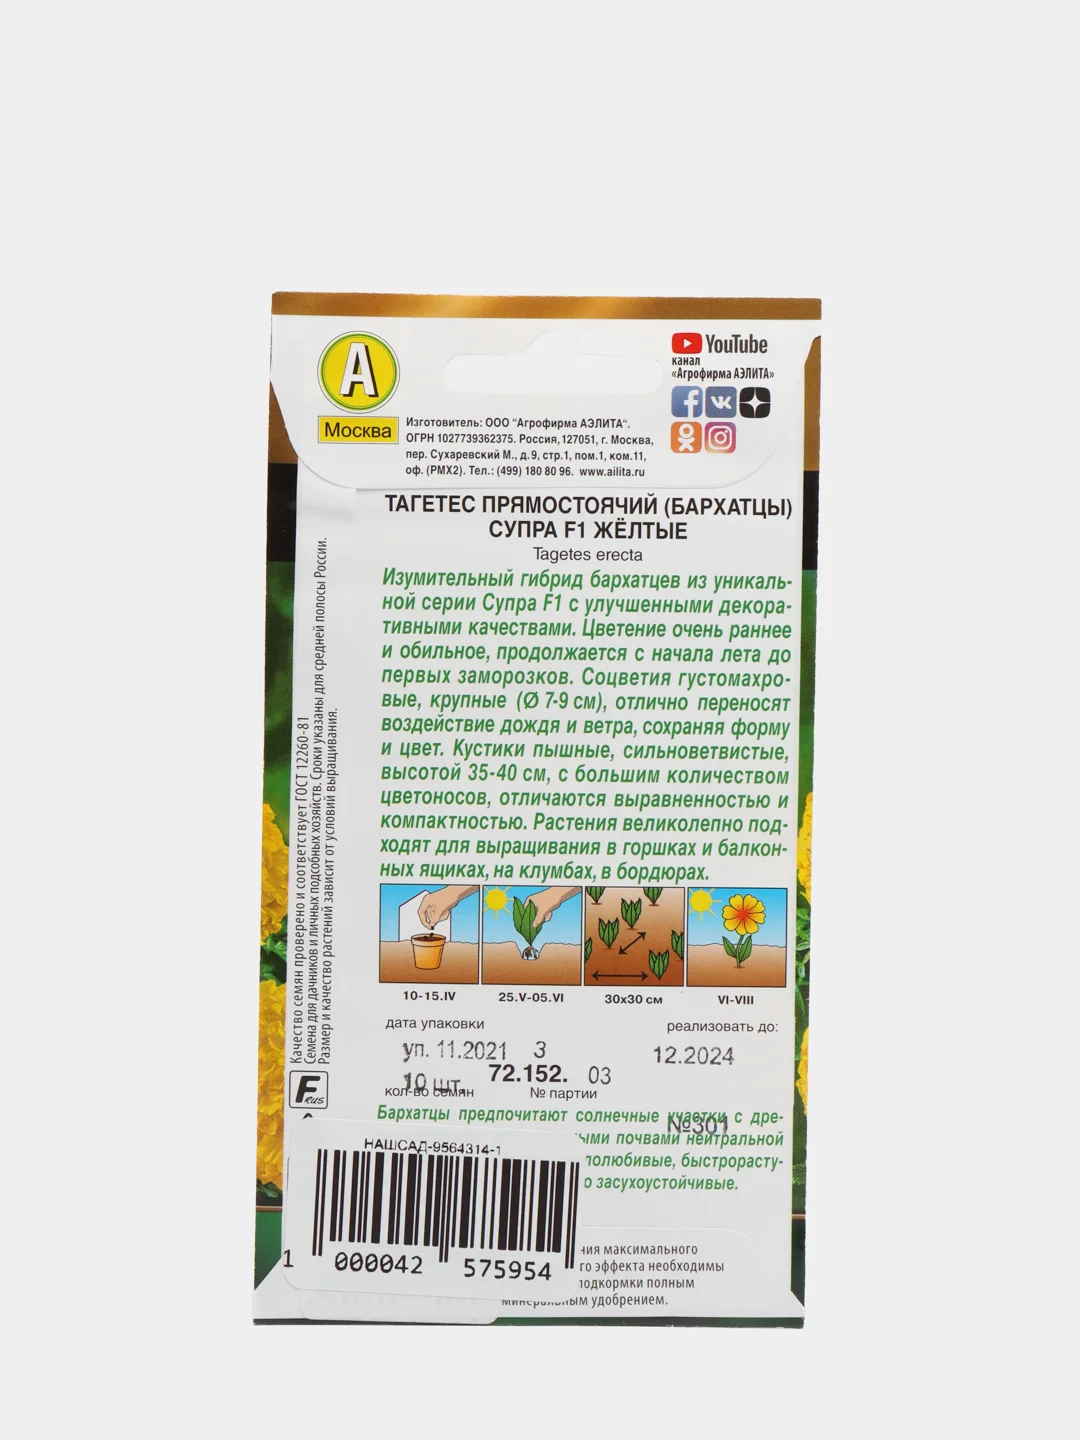 А
Москва
YouTube
канал
«Агрофирма АЭЛИТА»
Изготовитель: ООО “Агрофирма АЭЛИТА“.
ОГРН 1027739362375. Россия, 127051, г. Москва,
пер. Сухаревский М., д.9, стр.1, пом.1, ком.11,
оф. (РМХ2). Тел.: (499) 180 80 96. www.ailita.ru
ТАГЕТЕС ПРЯМОСТОЯЧИЙ (БАРХАТЦЫ)
СУПРА F1 ЖЁЛТЫЕ
Tagetes erecta
Изумительный гибрид бархатцев из уникаль-
ной серии Супра F1 с улучшенными декора-
тивными качествами. Цветение очень раннее
и обильное, продолжается с начала лета до
первых заморозков. Соцветия густомахро-
вые, крупные (Ø 7-9 см), отлично переносят
воздействие дождя и ветра, сохраняя форму
и цвет. Кустики пышные, сильноветвистые,
высотой 35-40 см, с большим количеством
цветоносов, отличаются выравненностью и
компактностью. Растения великолепно под-
ходят для выращивания в горшках и балкон-
ных ящиках, на клумбах, в бордюрах.
10-15.IV
25.V-05.VI
30x30 см
VI-VIII
дата упаковки
реализовать до:
уп. 11.2021 3
12.2024
10 шт.
72.152. 03
кол-во семян
№ партии
№301
Бархатцы предпочитают солнечные участки с дре-
ными почвами нейтральной
полюбивые, быстрорасту-
о засухоустойчивые.
ния максимального
го эффекта необходимы
подкормки полным
минеральным удобрением.
Качество семян проверено и соответствует ГОСТ 12260-81
Семена для дачников и личных подсобных хозяйств. Сроки указаны для средней полосы России.
Размер и качество растений зависит от условий выращивания.
F RUS
НАШСАД-9564314-1
1 000042 575954